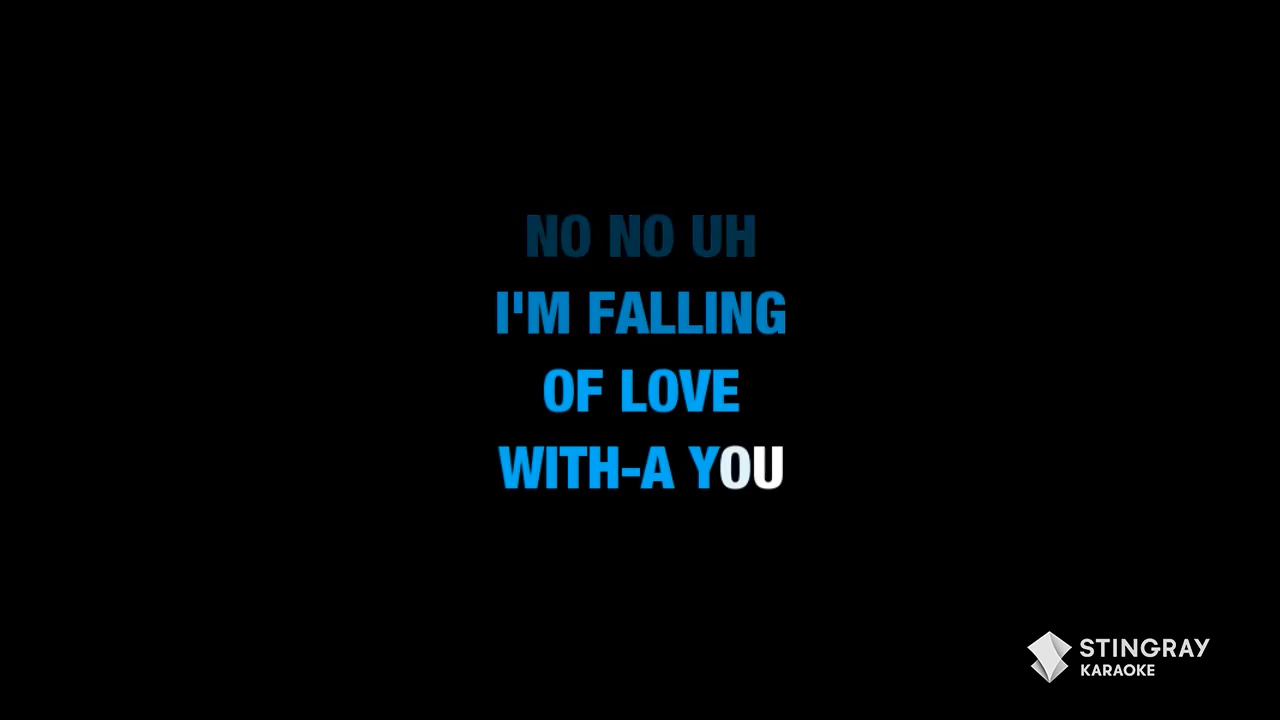 NO NO UH
I'M FALLING
OF LOVE
WITH-A YOU
STINGRAY
KARAOKE